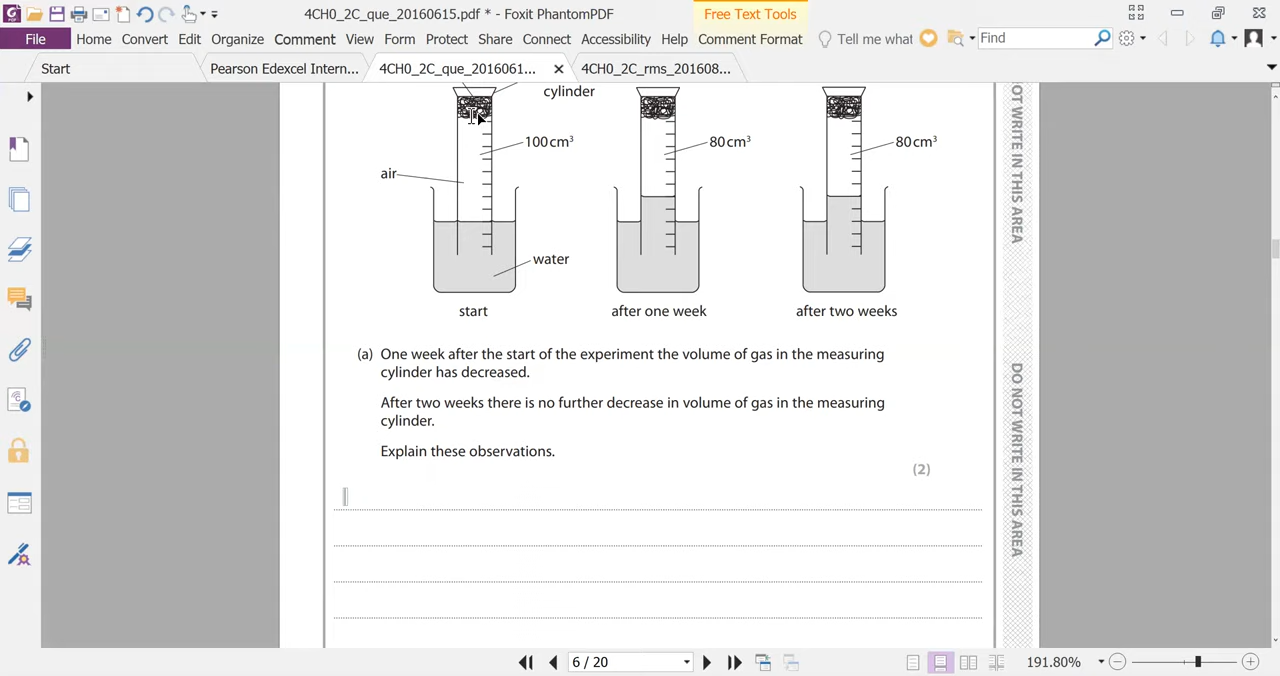 4CH0_2C_que_20160615.pdf * - Foxit PhantomPDF
Free Text Tools
File Home Convert Edit Organize Comment View Form Protect Share Connect Accessibility Help Comment Format Tell me what Find
Start Pearson Edexcel Intern... 4CH0_2C_que_2016061... 4CH0_2C_rms_201608...
cylinder
100 cm³
80 cm³
80 cm³
air
water
start
after one week
after two weeks
(a) One week after the start of the experiment the volume of gas in the measuring
cylinder has decreased.
After two weeks there is no further decrease in volume of gas in the measuring
cylinder.
Explain these observations.
(2)
OT WRITE IN THIS AREA
DO NOT WRITE IN THIS AREA
6 / 20
191.80%